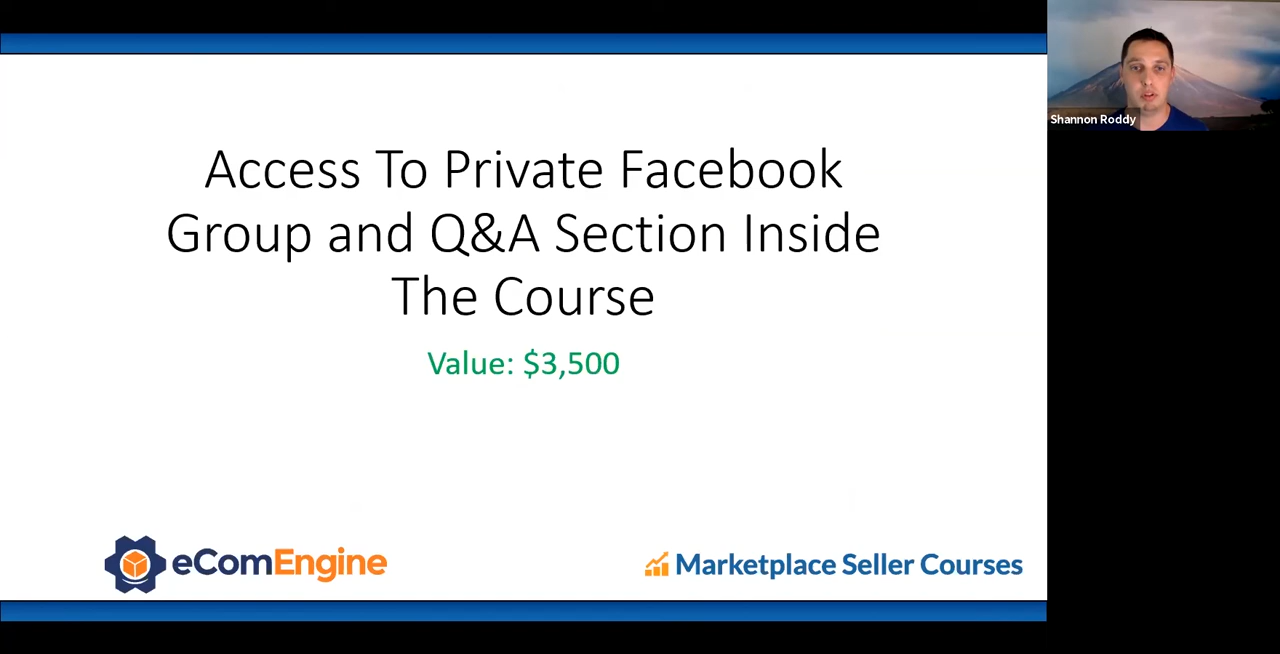 Access To Private Facebook
Group and Q&A Section Inside
The Course
Value: $3,500
eComEngine
Marketplace Seller Courses
Shannon Roddy